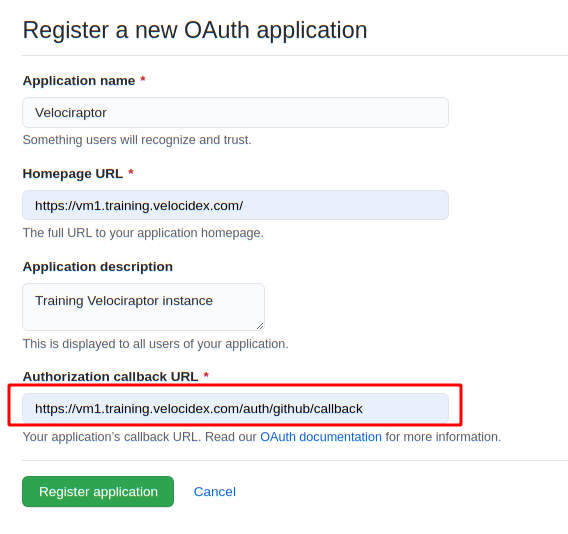 Register a new OAuth application
Application name *
Velociraptor
Something users will recognize and trust.
Homepage URL *
https://vm1.training.velocidex.com/
The full URL to your application homepage.
Application description
Training Velociraptor instance
This is displayed to all users of your application.
Authorization callback URL *
https://vm1.training.velocidex.com/auth/github/callback
Your application’s callback URL. Read our OAuth documentation for more information.
Register application Cancel